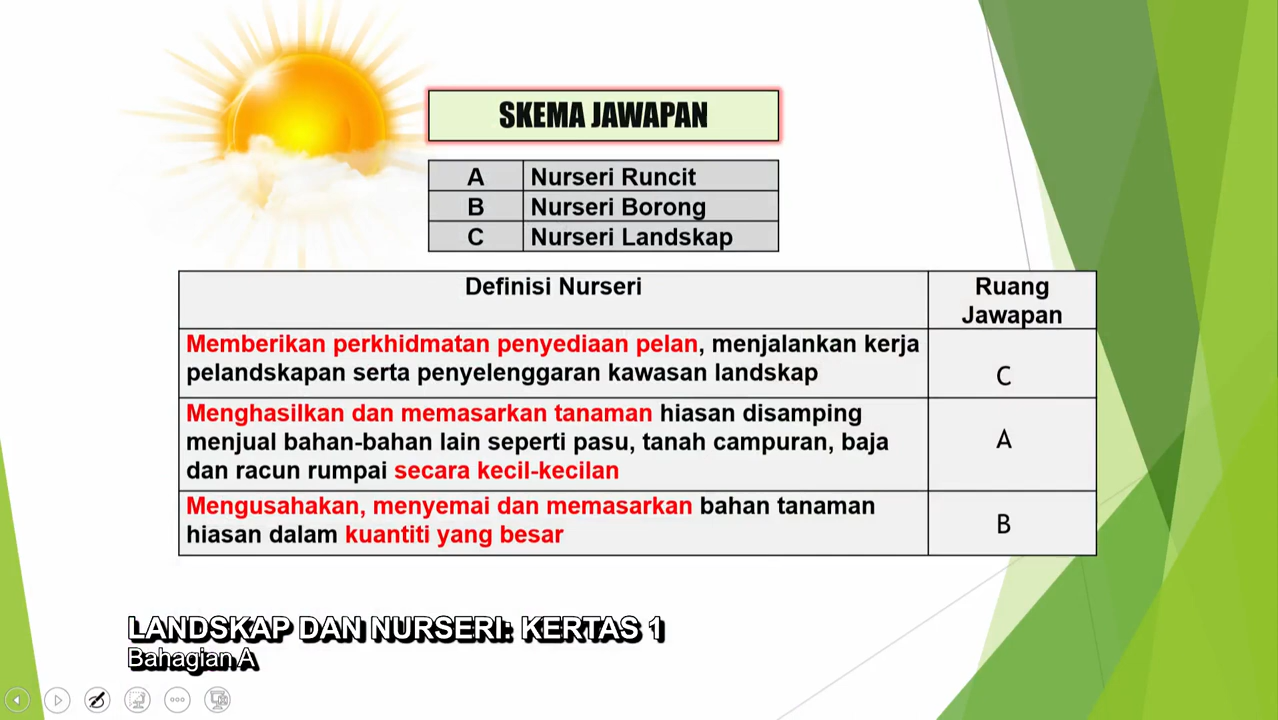 SKEMA JAWAPAN
A Nurseri Runcit
B Nurseri Borong
C Nurseri Landskap
Definisi Nurseri
Ruang
Jawapan
Memberikan perkhidmatan penyediaan pelan, menjalankan kerja
pelandskapan serta penyelenggaran kawasan landskap
C
Menghasilkan dan memasarkan tanaman hiasan disamping
menjual bahan-bahan lain seperti pasu, tanah campuran, baja
dan racun rumpai secara kecil-kecilan
A
Mengusahakan, menyemai dan memasarkan bahan tanaman
hiasan dalam kuantiti yang besar
B
LANDSKAP DAN NURSERI: KERTAS 1
Bahagian A